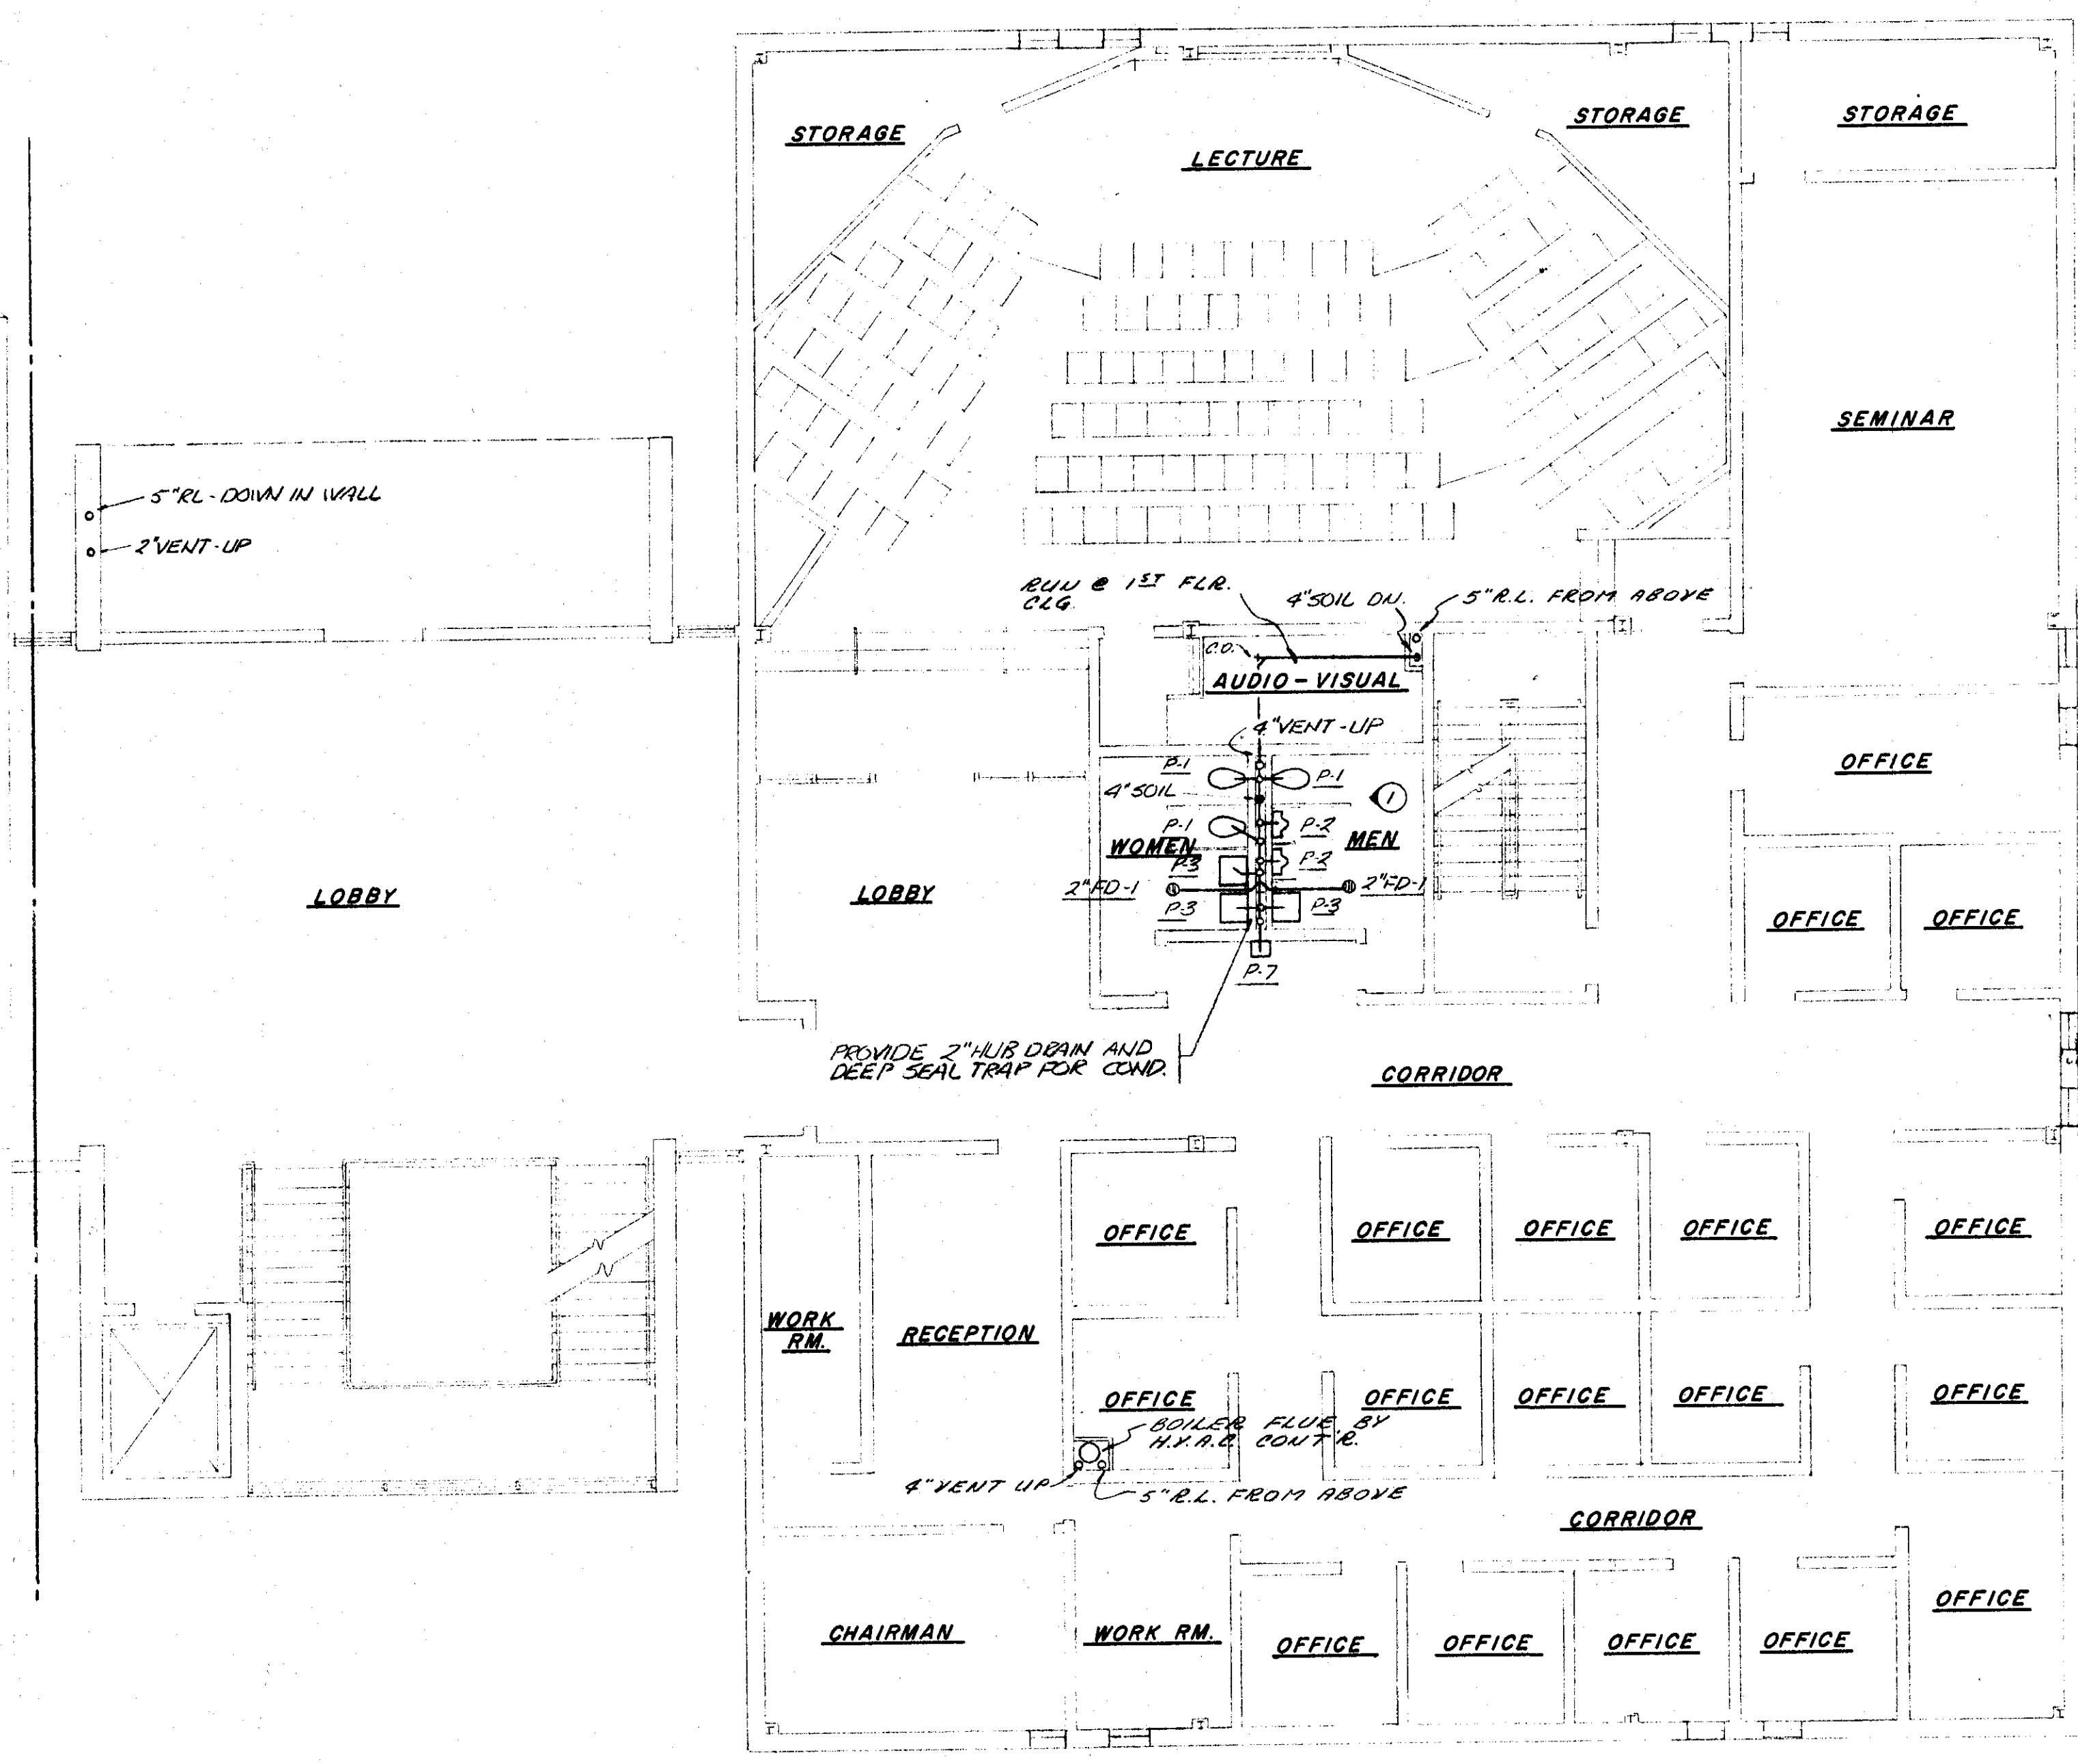 STORAGE
STORAGE
STORAGE
LECTURE
SEMINAR
5"RL-DOWN IN WALL
2"VENT-UP
RUN @ 1ST FLR.
CLG.
4"SOIL DN.
5"R.L. FROM ABOVE
C.O.
AUDIO-VISUAL
4"VENT-UP
P-1
P-1
4"SOIL
1
P-1
P-2
WOMEN
MEN
P-3
P-2
2"FD-1
2"FD-1
P-3
P-3
P-7
OFFICE
LOBBY
LOBBY
OFFICE
OFFICE
PROVIDE 2"HUB DRAIN AND
DEEP SEAL TRAP FOR COND.
CORRIDOR
OFFICE
OFFICE
OFFICE
OFFICE
OFFICE
WORK
RM.
RECEPTION
OFFICE
OFFICE
OFFICE
OFFICE
OFFICE
BOILER FLUE BY
H.V.A.C. CONT'R.
4"VENT UP
5"R.L. FROM ABOVE
CORRIDOR
CHAIRMAN
WORK RM.
OFFICE
OFFICE
OFFICE
OFFICE
OFFICE